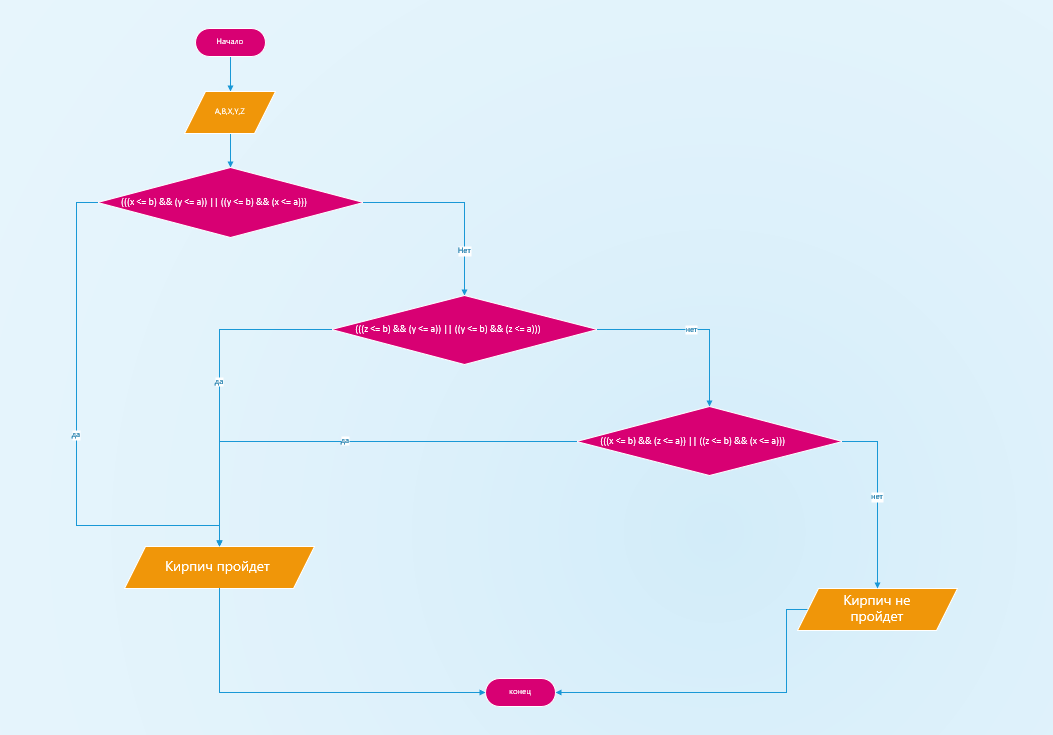 Начало
A,B,X,Y,Z
(((x <= b) && (y <= a)) || ((y <= b) && (x <= a)))
Нет
(((z <= b) && (y <= a)) || ((y <= b) && (z <= a)))
нет
да
(((x <= b) && (z <= a)) || ((z <= b) && (x <= a)))
да
да
нет
Кирпич пройдет
Кирпич не
пройдет
конец